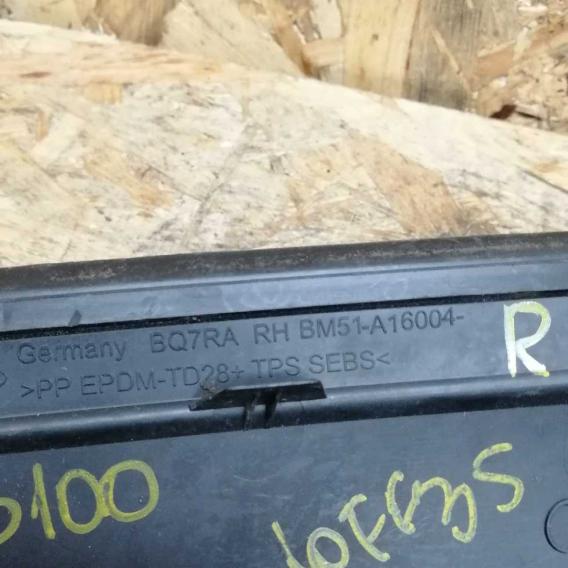 Germany BQ7RA RH BM51-A16004-
>PP EPDM-TD28+ TPS SEBS<
R
100